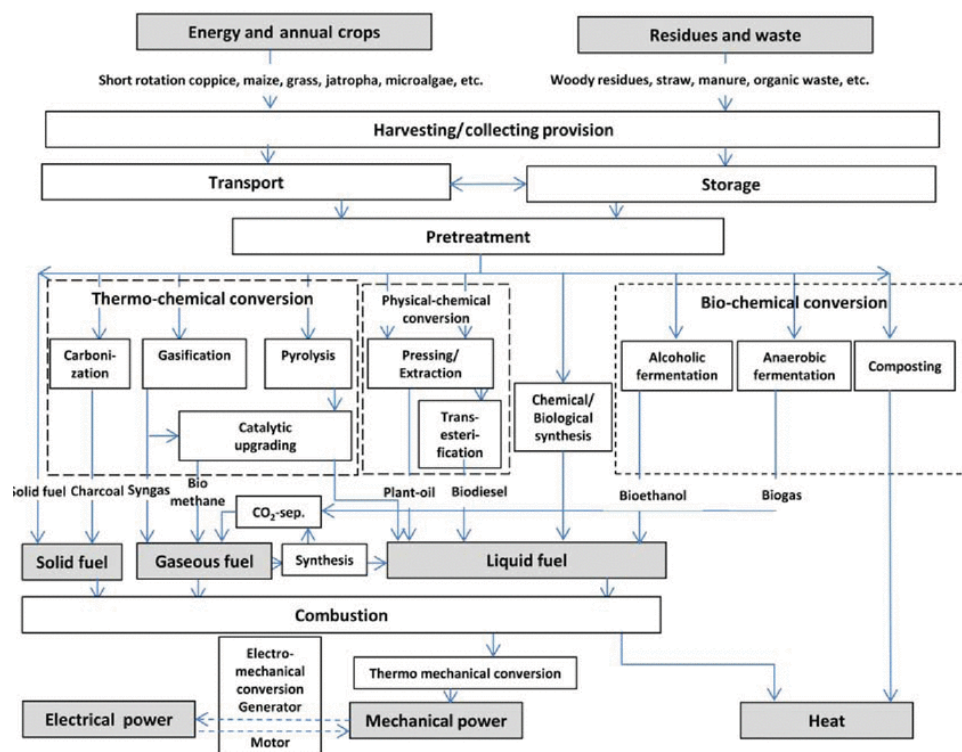 Energy and annual crops
Residues and waste
Short rotation coppice, maize, grass, jatropha, microalgae, etc.
Woody residues, straw, manure, organic waste, etc.
Harvesting/collecting provision
Transport
Storage
Pretreatment
Thermo-chemical conversion
Physical-chemical
conversion
Bio-chemical conversion
Carboni-
zation
Gasification
Pyrolysis
Pressing/
Extraction
Alcoholic
fermentation
Anaerobic
fermentation
Composting
Catalytic
upgrading
Trans-
esterifi-
cation
Chemical/
Biological
synthesis
Solid fuel
Charcoal
Syngas
Bio
methane
Plant-oil
Biodiesel
Bioethanol
Biogas
CO₂-sep.
Solid fuel
Gaseous fuel
Synthesis
Liquid fuel
Combustion
Electro-
mechanical
conversion
Generator
Thermo mechanical conversion
Electrical power
Motor
Mechanical power
Heat